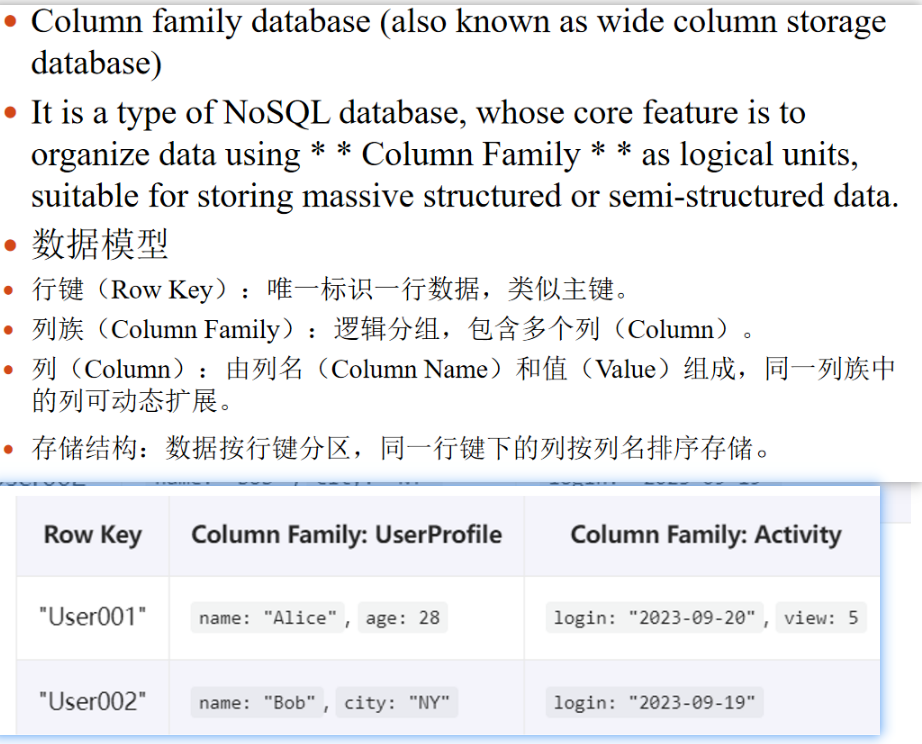 Column family database (also known as wide column storage
database)
It is a type of NoSQL database, whose core feature is to
organize data using * * Column Family * * as logical units,
suitable for storing massive structured or semi-structured data.
数据模型
行键（Row Key）：唯一标识一行数据，类似主键。
列族（Column Family）：逻辑分组，包含多个列（Column）。
列（Column）：由列名（Column Name）和值（Value）组成，同一列族中
的列可动态扩展。
存储结构：数据按行键分区，同一行键下的列按列名排序存储。
Row Key Column Family: UserProfile Column Family: Activity
"User001" name: "Alice", age: 28 login: "2023-09-20", view: 5
"User002" name: "Bob", city: "NY" login: "2023-09-19"